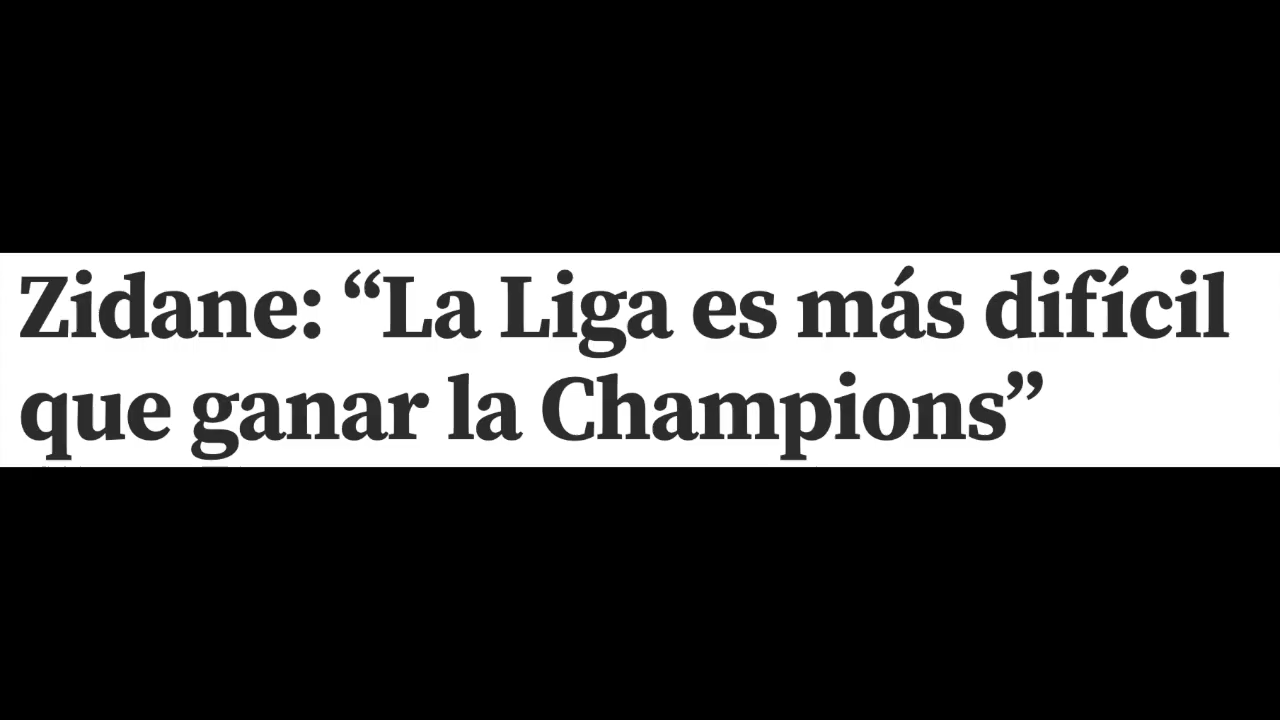 Zidane: “La Liga es más difícil
que ganar la Champions”